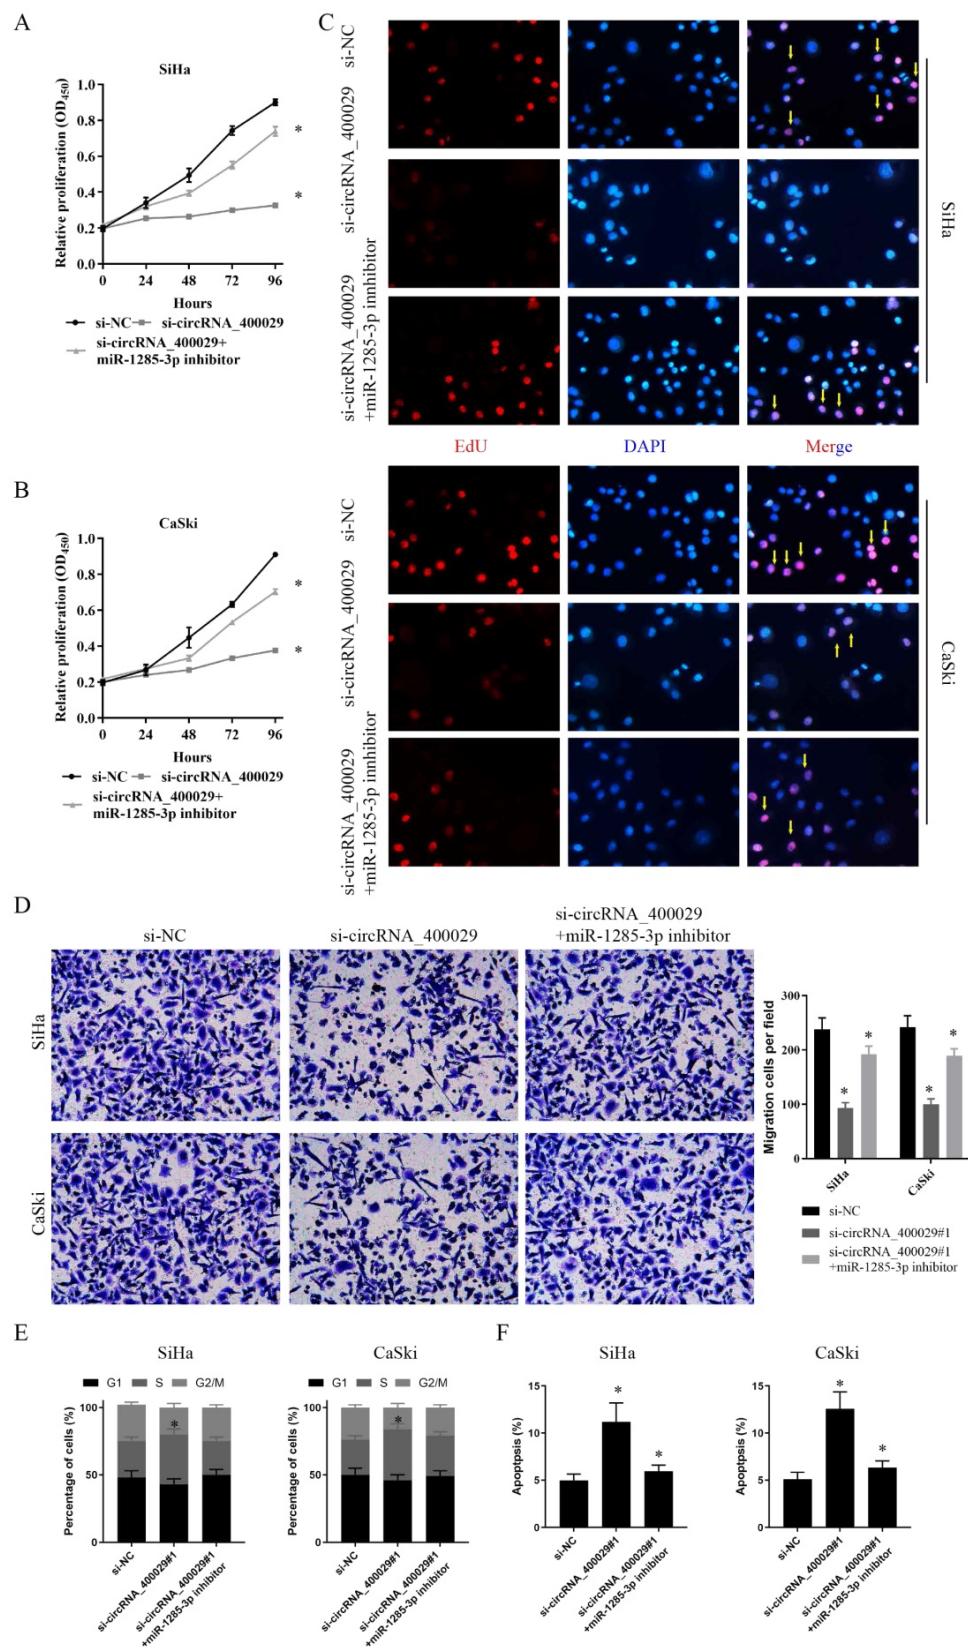 A
SiHa
Relative proliferation (OD450)
1.0
0.8
0.6
0.4
0.2
0.0
0 24 48 72 96
Hours
*
*
si-NC si-circRNA_400029
si-circRNA_400029+
miR-1285-3p inhibitor
B
CaSki
Relative proliferation (OD450)
1.0
0.8
0.6
0.4
0.2
0.0
0 24 48 72 96
Hours
*
*
si-NC si-circRNA_400029
si-circRNA_400029+
miR-1285-3p inhibitor
C
si-NC
si-circRNA_400029
si-circRNA_400029
+miR-1285-3p innhibitor
SiHa
EdU DAPI Merge
si-NC
si-circRNA_400029
si-circRNA_400029
+miR-1285-3p innhibitor
CaSki
D
si-NC
si-circRNA_400029
si-circRNA_400029
+miR-1285-3p inhibitor
SiHa
CaSki
Migration cells per field
300
200
100
0
* * * *
SiHa CaSki
si-NC
si-circRNA_400029#1
si-circRNA_400029#1
+miR-1285-3p inhibitor
E
SiHa
G1 S G2/M
Percentage of cells (%)
100
50
0
*
si-NC
si-circRNA_400029#1
si-circRNA_400029#1
+miR-1285-3p inhibitor
CaSki
G1 S G2/M
Percentage of cells (%)
100
50
0
*
si-NC
si-circRNA_400029#1
si-circRNA_400029#1
+miR-1285-3p inhibitor
F
SiHa
Apoptpsis (%)
15
10
5
0
*
*
si-NC
si-circRNA_400029#1
si-circRNA_400029#1
+miR-1285-3p inhibitor
CaSki
Apoptpsis (%)
15
10
5
0
*
*
si-NC
si-circRNA_400029#1
si-circRNA_400029#1
+miR-1285-3p inhibitor